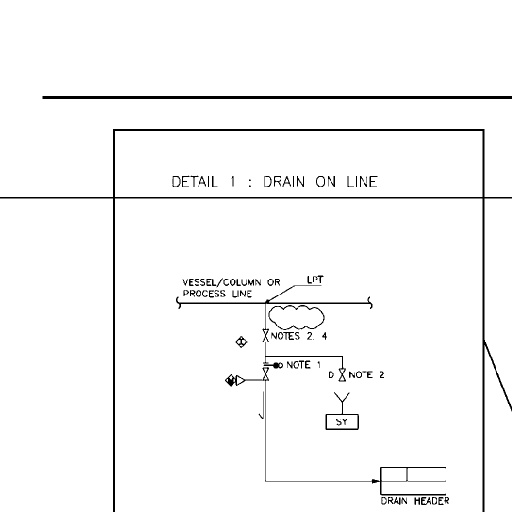 DETAIL 1 : DRAIN ON LINE
VESSEL/COLUMN OR
PROCESS LINE
LPT
NOTES 2, 4
NOTE 1
D
NOTE 2
SY
DRAIN HEADER